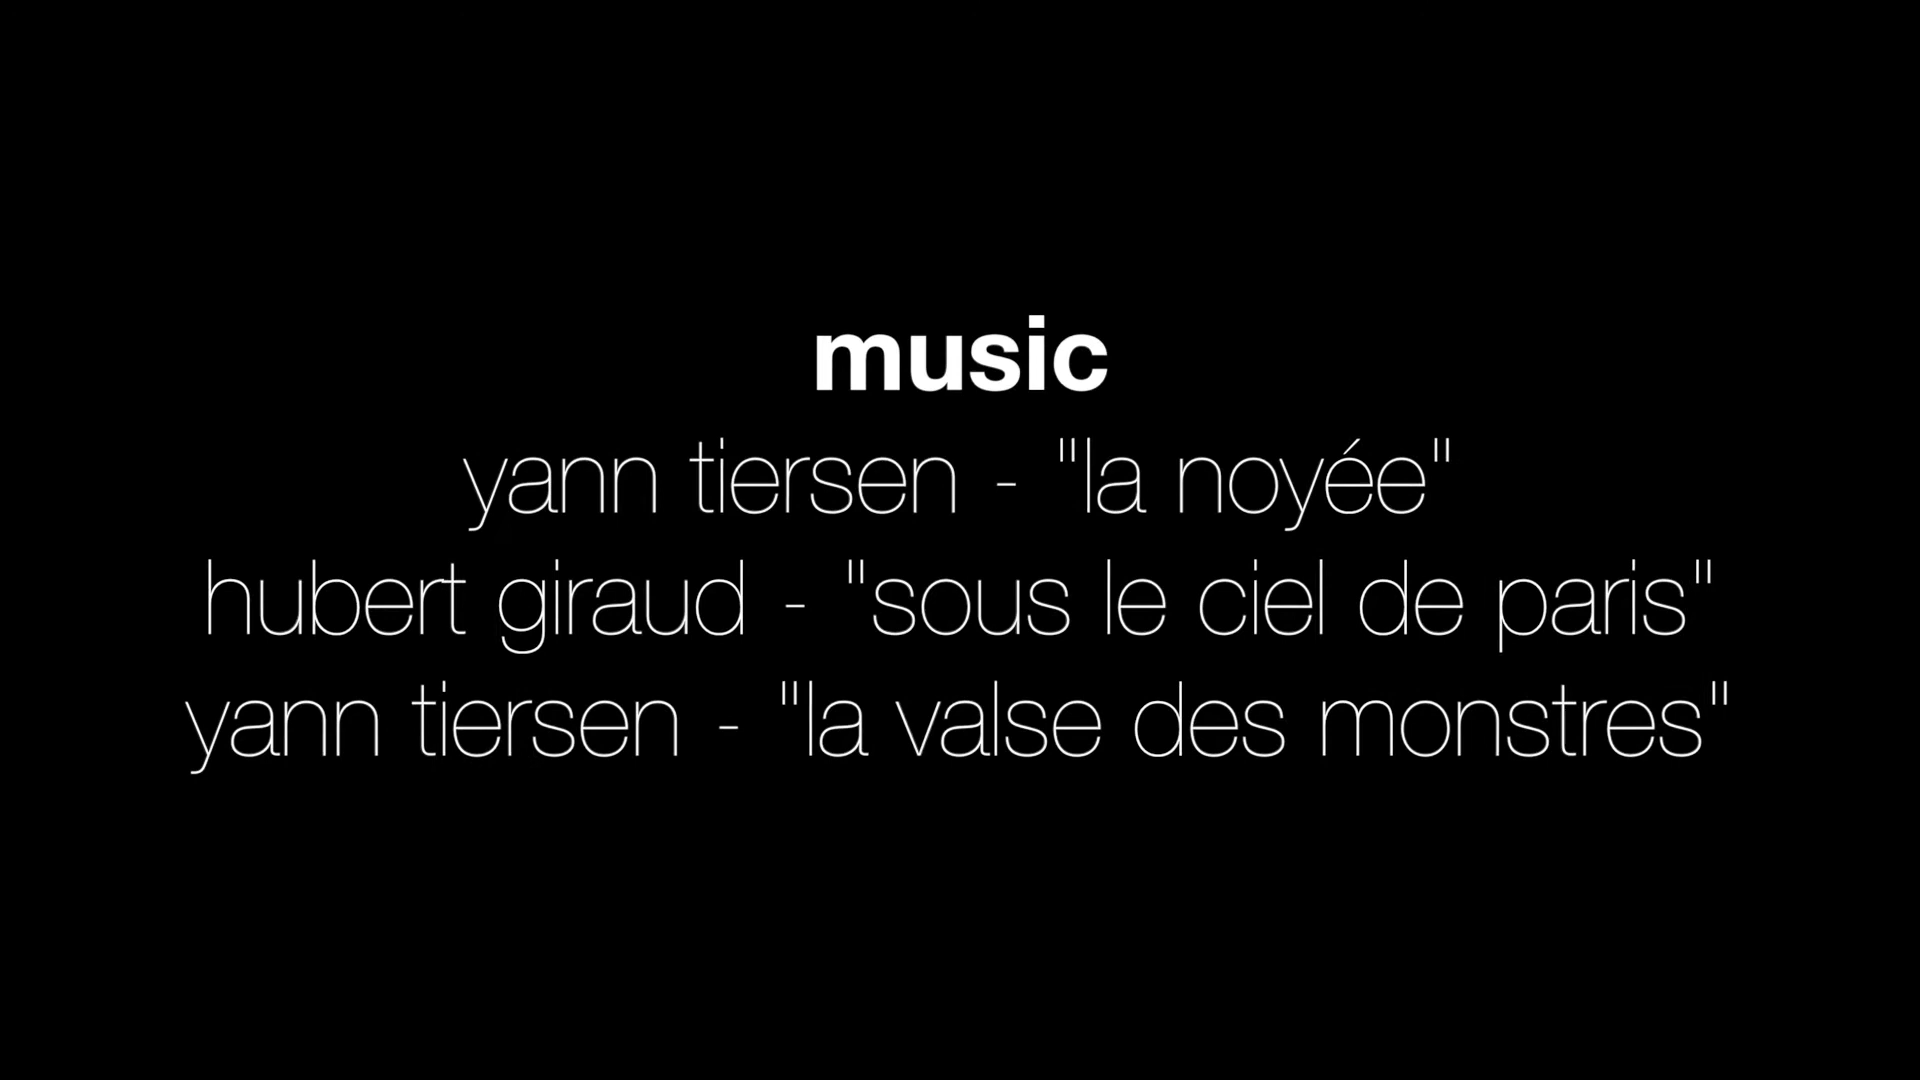 music
yann tiersen - "la noyée"
hubert giraud - "sous le ciel de paris"
yann tiersen - "la valse des monstres"